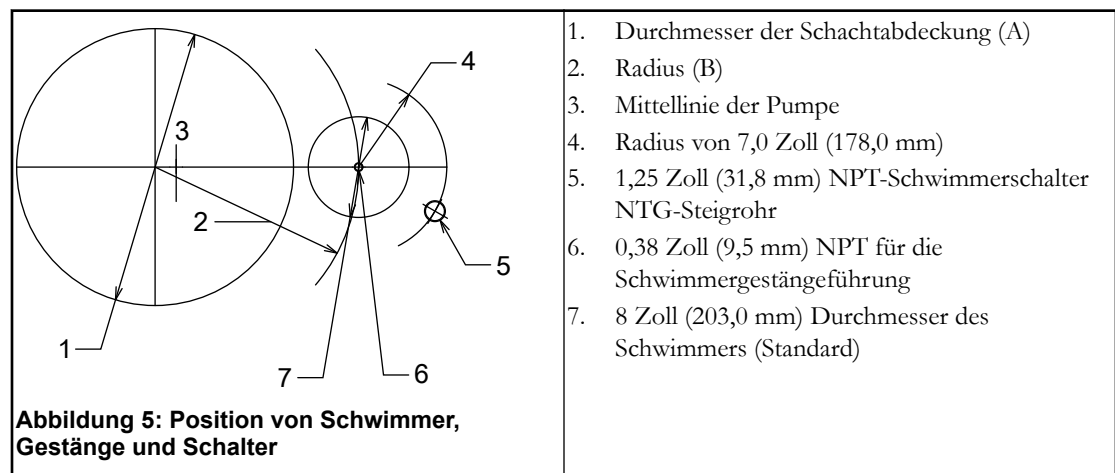 3
4
2
5
1
7
6
Abbildung 5: Position von Schwimmer,
Gestänge und Schalter
1. Durchmesser der Schachtabdeckung (A)
2. Radius (B)
3. Mittellinie der Pumpe
4. Radius von 7,0 Zoll (178,0 mm)
5. 1,25 Zoll (31,8 mm) NPT-Schwimmerschalter
NTG-Steigrohr
6. 0,38 Zoll (9,5 mm) NPT für die
Schwimmergestängeführung
7. 8 Zoll (203,0 mm) Durchmesser des
Schwimmers (Standard)